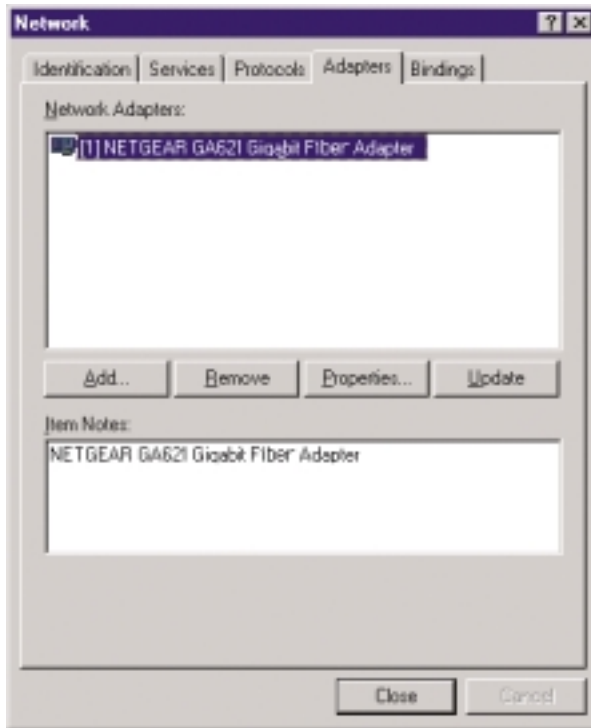 Network
Identification Services Protocols Adapters Bindings
Network Adapters:
[1] NETGEAR GA621 Gigabit Fiber Adapter
Add... Remove Properties... Update
Item Notes:
NETGEAR GA621 Gigabit Fiber Adapter
Close Cancel